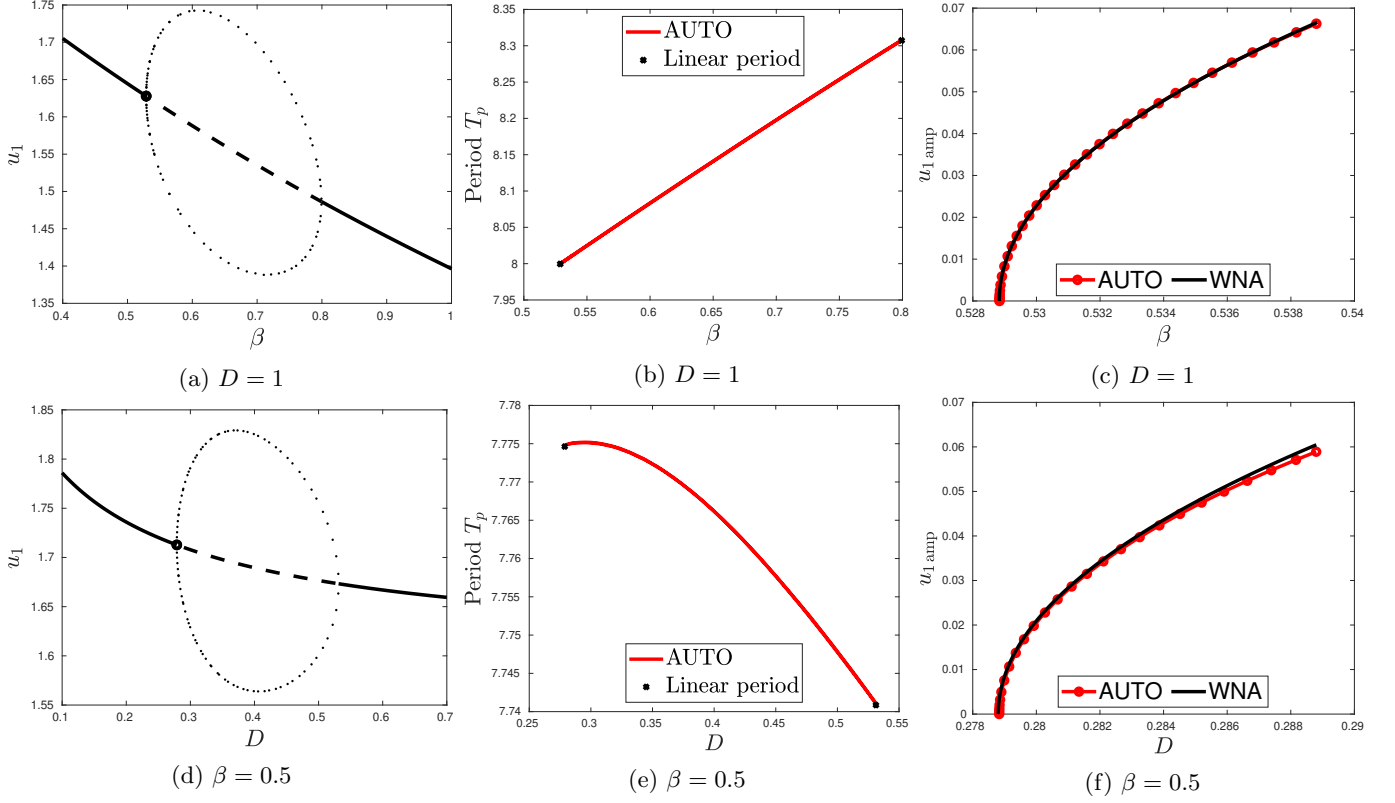 1.75
1.7
1.65
1.6
1.55
1.5
1.45
1.4
1.35
0.4 0.5 0.6 0.7 0.8 0.9 1
u₁
β
(a) D = 1
8.35
8.3
8.25
8.2
8.15
8.1
8.05
8
7.95
0.5 0.55 0.6 0.65 0.7 0.75 0.8
Period Tₚ
β
AUTO
Linear period
(b) D = 1
0.07
0.06
0.05
0.04
0.03
0.02
0.01
0
0.528 0.53 0.532 0.534 0.536 0.538 0.54
u₁ amp
β
AUTO WNA
(c) D = 1
1.85
1.8
1.75
1.7
1.65
1.6
1.55
0.1 0.2 0.3 0.4 0.5 0.6 0.7
u₁
D
(d) β = 0.5
7.78
7.775
7.77
7.765
7.76
7.755
7.75
7.745
7.74
0.25 0.3 0.35 0.4 0.45 0.5 0.55
Period Tₚ
D
AUTO
Linear period
(e) β = 0.5
0.07
0.06
0.05
0.04
0.03
0.02
0.01
0
0.278 0.28 0.282 0.284 0.286 0.288 0.29
u₁ amp
D
AUTO WNA
(f) β = 0.5